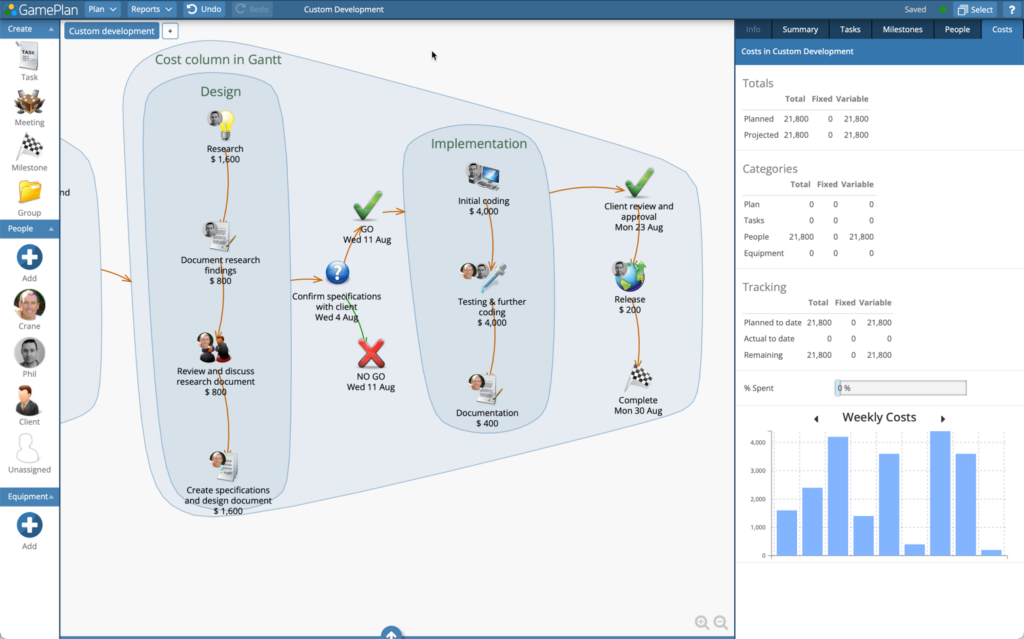 GamePlan Plan Reports Undo Redo Custom Development Saved Select ?
Create
TASK
Task
Meeting
Milestone
Group
People
Add
Crane
Phil
Client
Unassigned
Equipment
Add
Custom development +
nd
Cost column in Gantt
Design
Research
$ 1,600
Document research
findings
$ 800
Review and discuss
research document
$ 800
Create specifications
and design document
$ 1,600
GO
Wed 11 Aug
?
Confirm specifications
with client
Wed 4 Aug
NO GO
Wed 11 Aug
Implementation
Initial coding
$ 4,000
Testing & further
coding
$ 4,000
Documentation
$ 400
Client review and
approval
Mon 23 Aug
Release
$ 200
Complete
Mon 30 Aug
Info Summary Tasks Milestones People Costs
Costs in Custom Development
Totals
Total Fixed Variable
Planned 21,800 0 21,800
Projected 21,800 0 21,800
Categories
Total Fixed Variable
Plan 0 0 0
Tasks 0 0 0
People 21,800 0 21,800
Equipment 0 0 0
Tracking
Total Fixed Variable
Planned to date 21,800 0 21,800
Actual to date 0 0 0
Remaining 21,800 0 21,800
% Spent 0 %
Weekly Costs
4,000
3,000
2,000
1,000
0